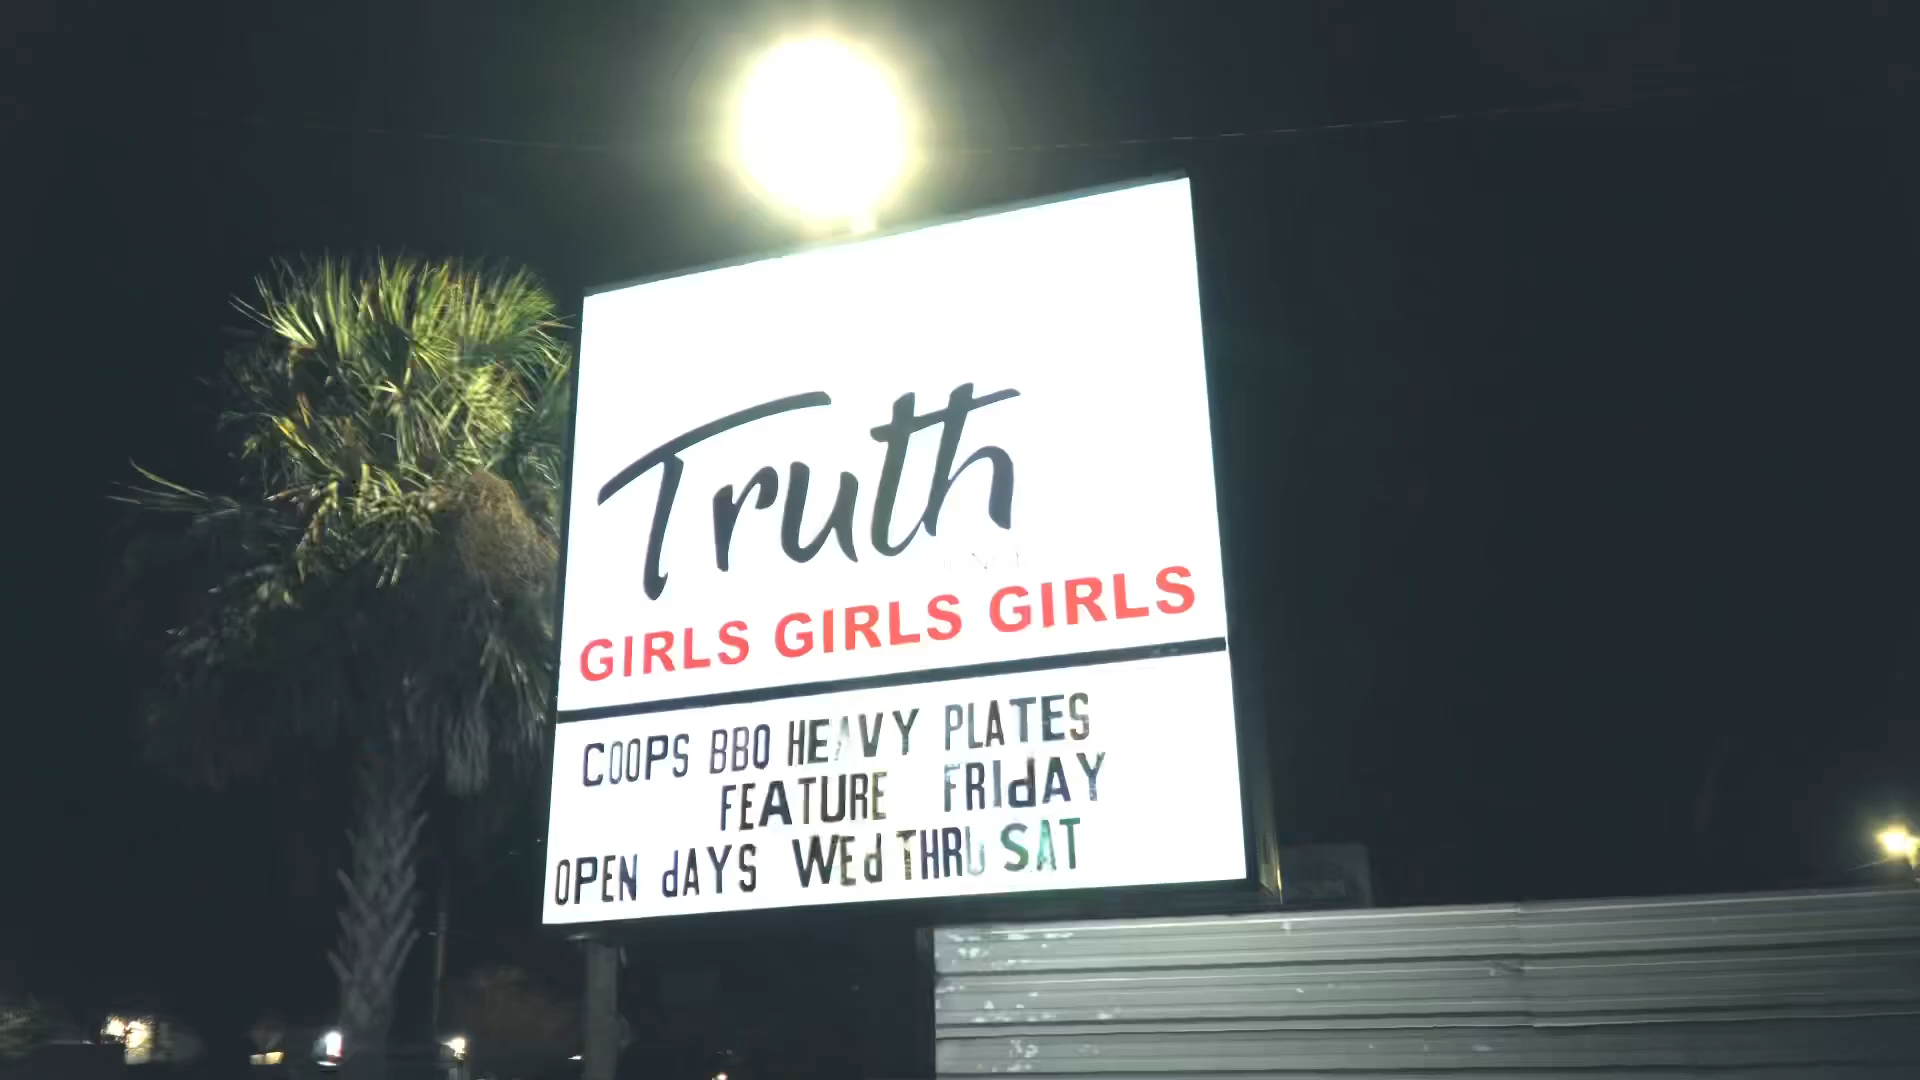 Truth
GIRLS GIRLS GIRLS
COOPS BBQ HEAVY PLATES
FEATURE FRIdAY
OPEN dAYS WEd THRU SAT